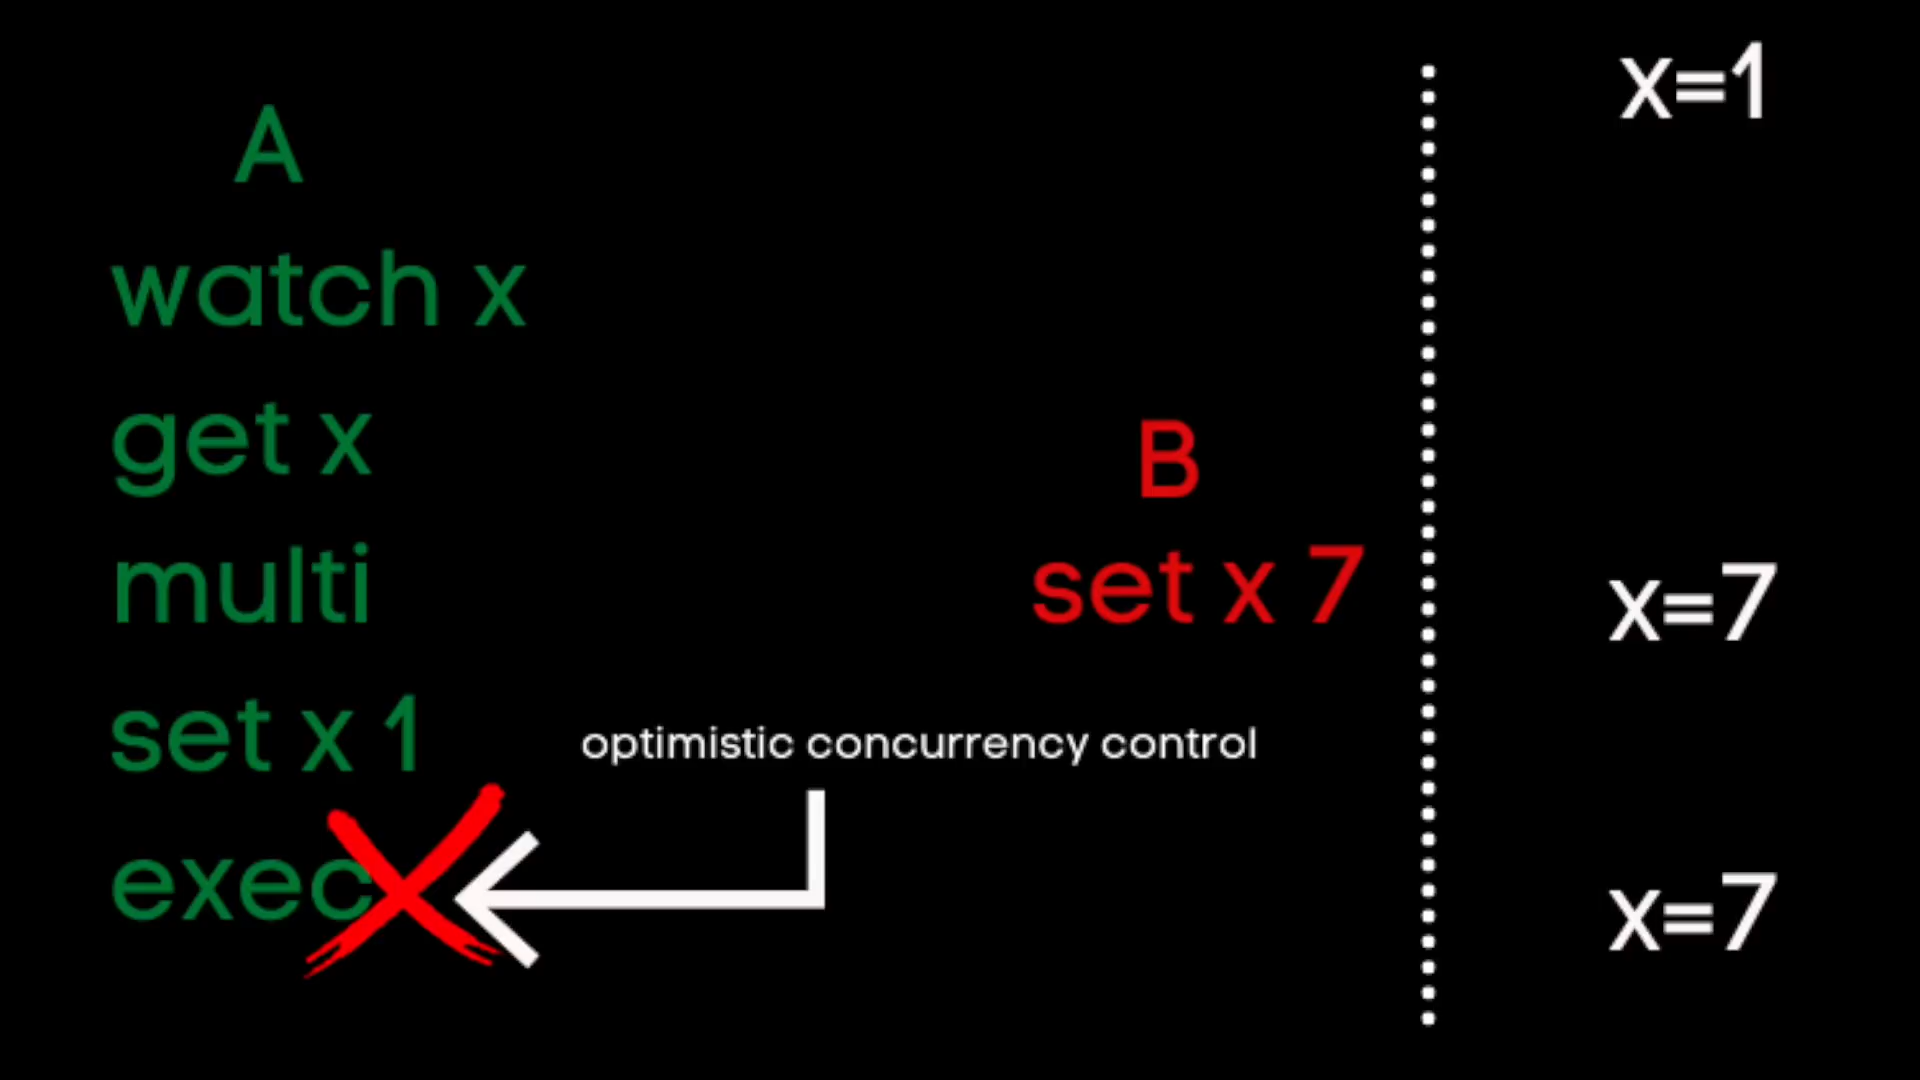 A
watch x
get x
multi
set x 1
exec
B
set x 7
optimistic concurrency control
x=1
x=7
x=7